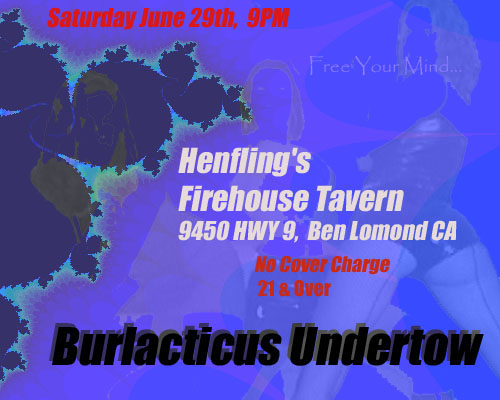 Saturday June 29th, 9PM
Free Your Mind...
Henfling's
Firehouse Tavern
9450 HWY 9, Ben Lomond CA
No Cover Charge
21 & Over
Burlacticus Undertow